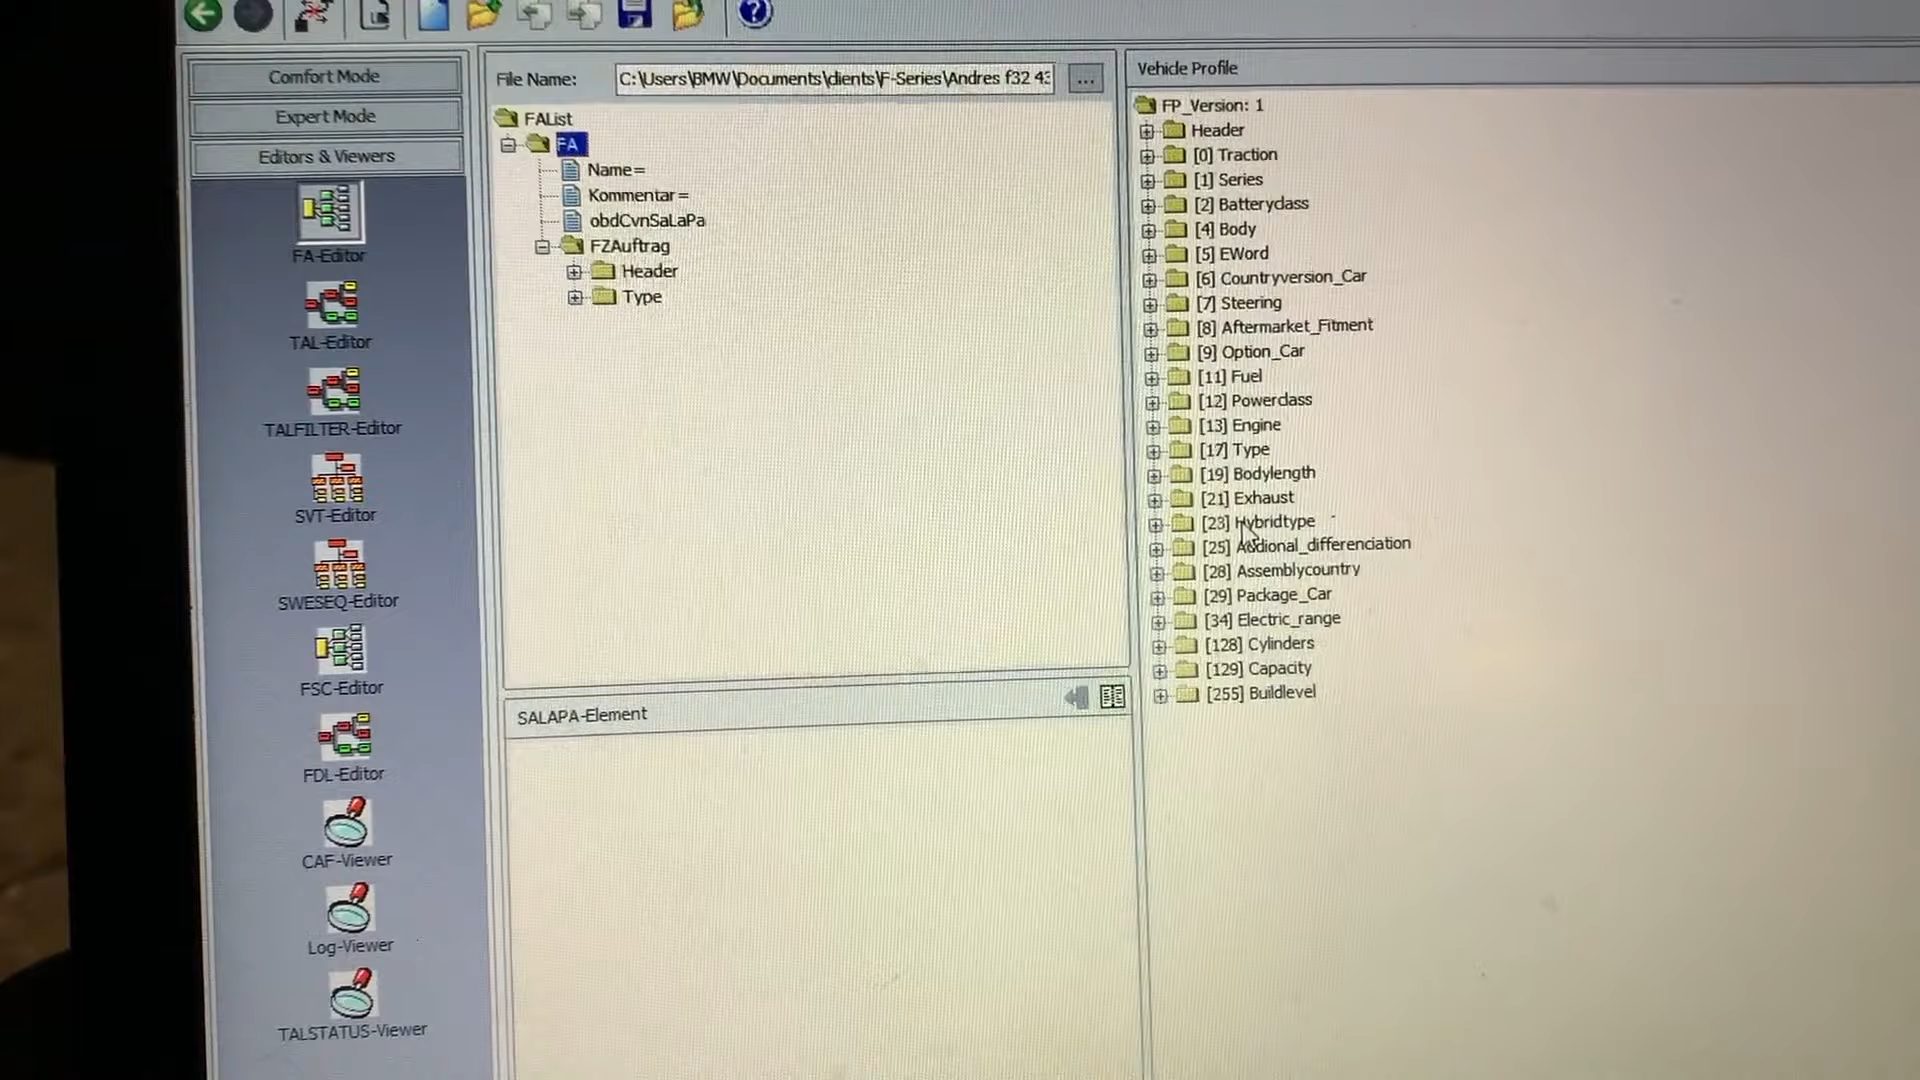 Comfort Mode
Expert Mode
Editors & Viewers
FA-Editor
TAL-Editor
TALFILTER-Editor
SVT-Editor
SWESEQ-Editor
FSC-Editor
FDL-Editor
CAF-Viewer
Log-Viewer
TALSTATUS-Viewer
File Name: C:\Users\BMW\Documents\clients\F-Series\Andres f32 43 ...
FAList
FA
Name=
Kommentar=
obdCvnSaLaPa
FZAuftrag
Header
Type
SALAPA-Element
Vehicle Profile
FP_Version: 1
Header
[0] Traction
[1] Series
[2] Batteryclass
[4] Body
[5] EWord
[6] Countryversion_Car
[7] Steering
[8] Aftermarket_Fitment
[9] Option_Car
[11] Fuel
[12] Powerclass
[13] Engine
[17] Type
[19] Bodylength
[21] Exhaust
[23] Hybridtype
[25] Addional_differenciation
[28] Assemblycountry
[29] Package_Car
[34] Electric_range
[128] Cylinders
[129] Capacity
[255] Buildlevel